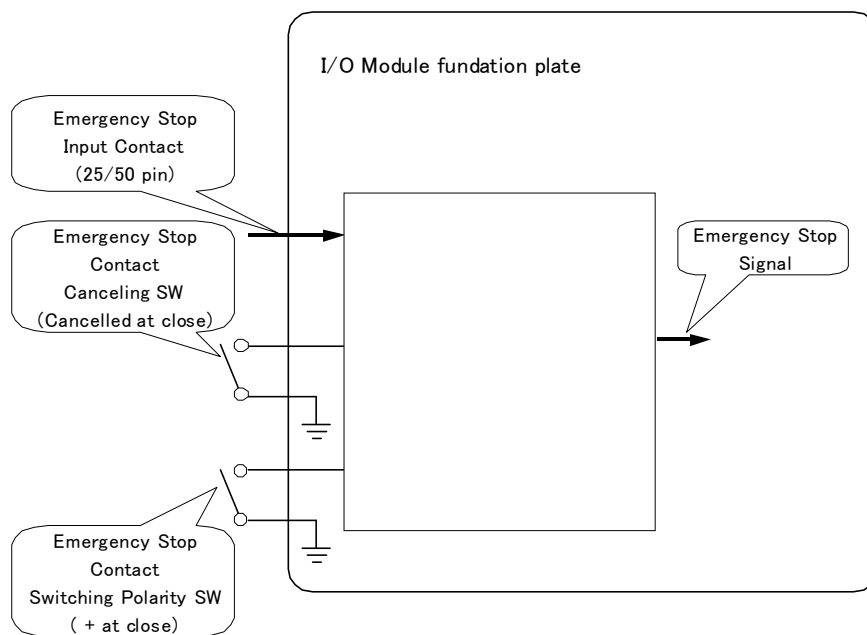 I/O Module fundation plate
Emergency Stop
Input Contact
(25/50 pin)
Emergency Stop
Contact
Canceling SW
(Cancelled at close)
Emergency Stop
Signal
Emergency Stop
Contact
Switching Polarity SW
( + at close)